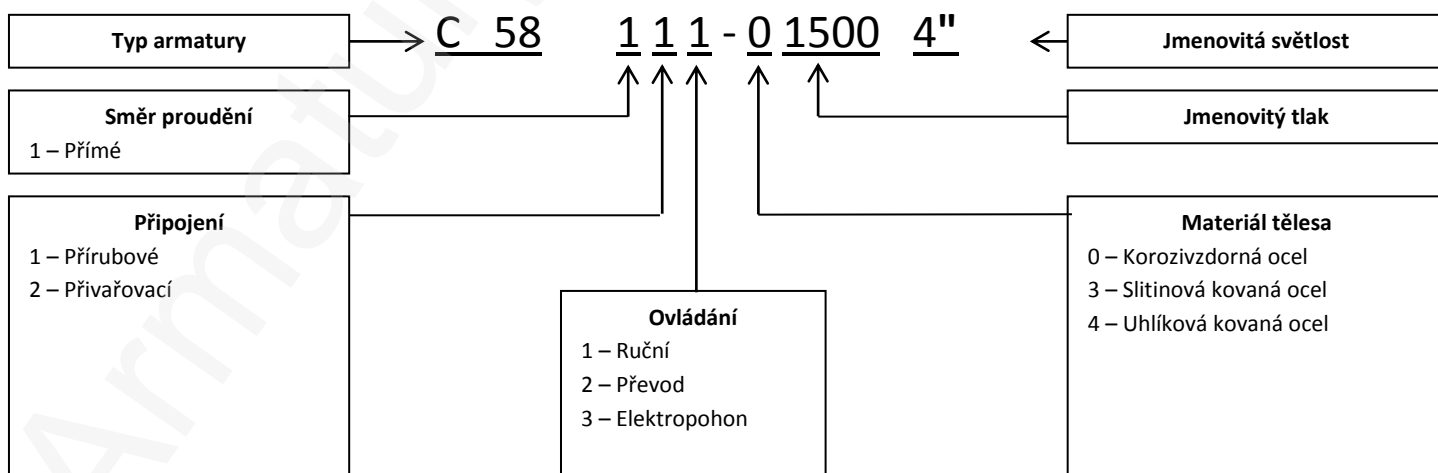 Typ armatury
C 58 1 1 1 - 0 1500 4"
Jmenovitá světlost
Směr proudění
1 – Přímé
Jmenovitý tlak
Připojení
1 – Přírubové
2 – Přivařovací
Ovládání
1 – Ruční
2 – Převod
3 – Elektropohon
Materiál tělesa
0 – Korozivzdorná ocel
3 – Slitinová kovaná ocel
4 – Uhlíková kovaná ocel